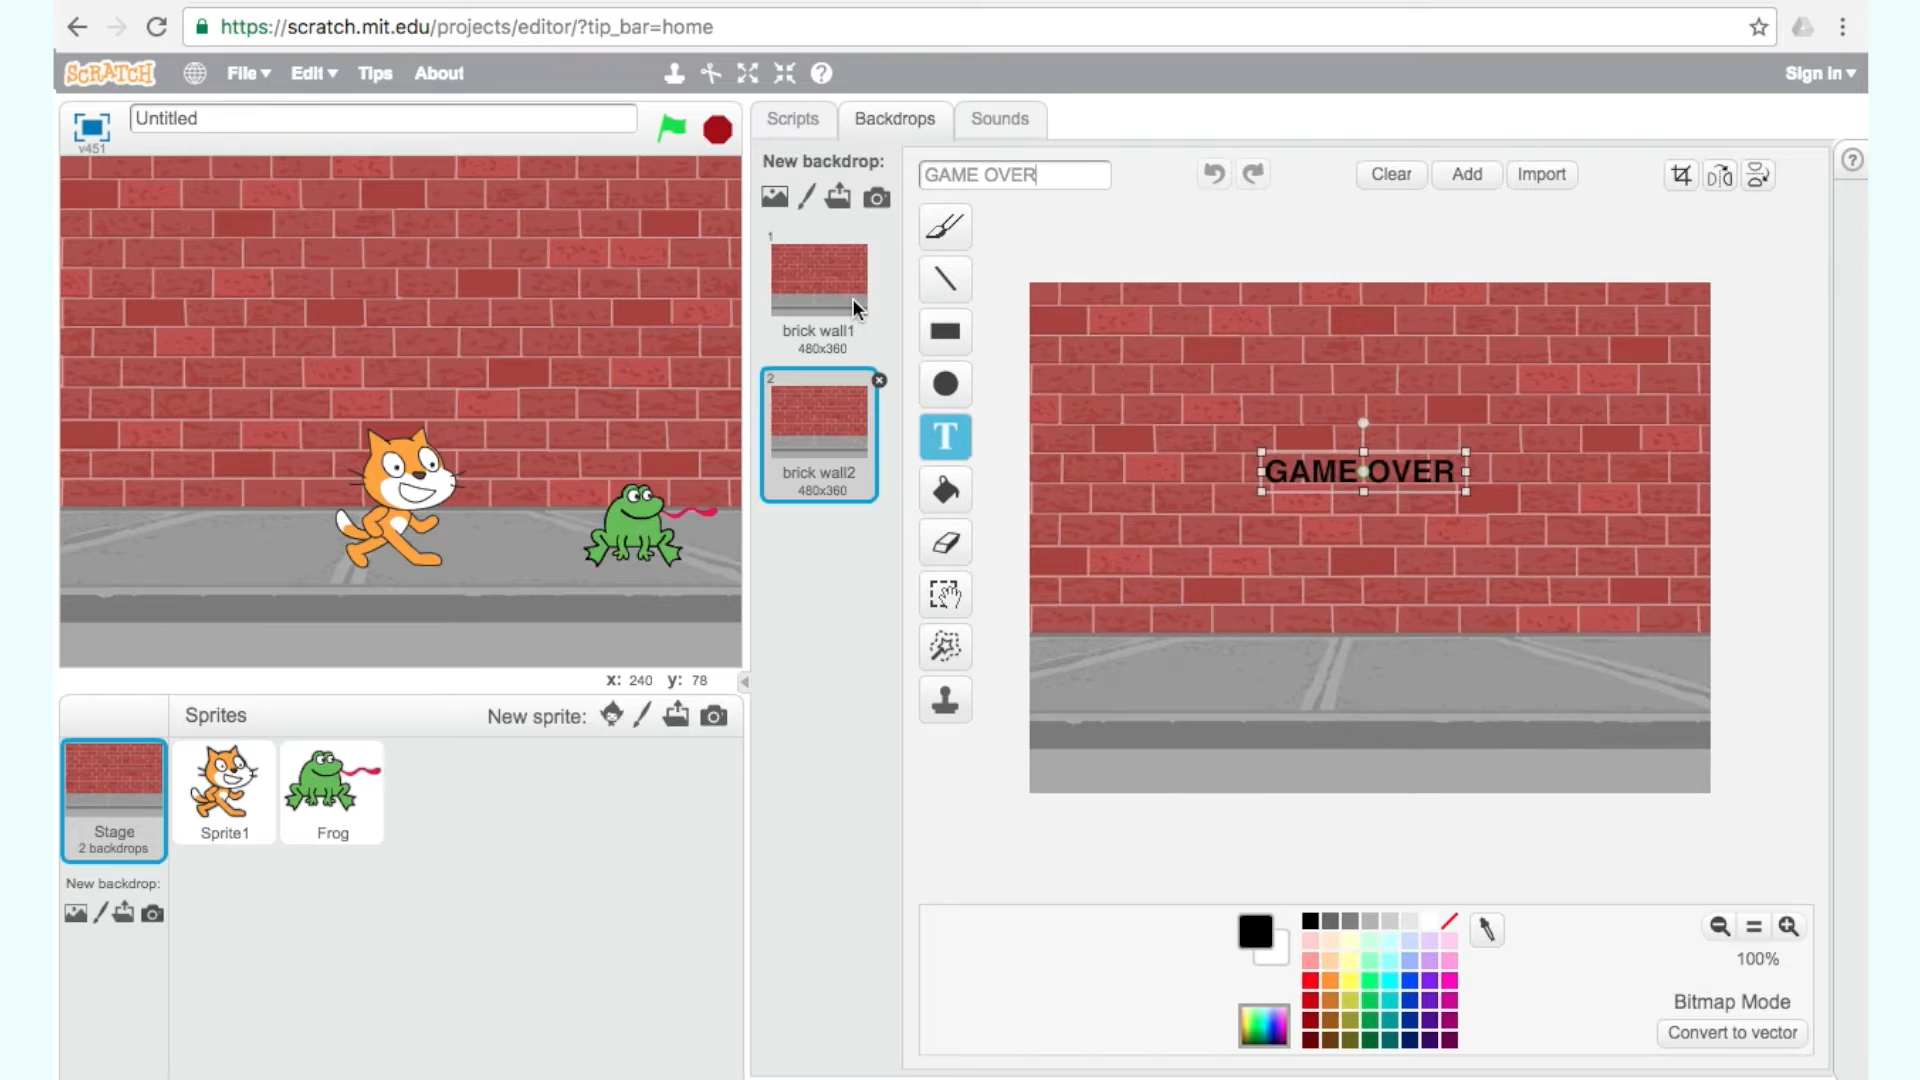 https://scratch.mit.edu/projects/editor/?tip_bar=home
SCRATCH File Edit Tips About Sign in
Untitled
v451
Scripts Backdrops Sounds
New backdrop:
GAME OVER
Clear Add Import
1
brick wall1
480x360
2
brick wall2
480x360
T
GAME OVER
x: 240 y: 78
Sprites
New sprite:
Stage
2 backdrops
Sprite1
Frog
New backdrop:
100%
Bitmap Mode
Convert to vector